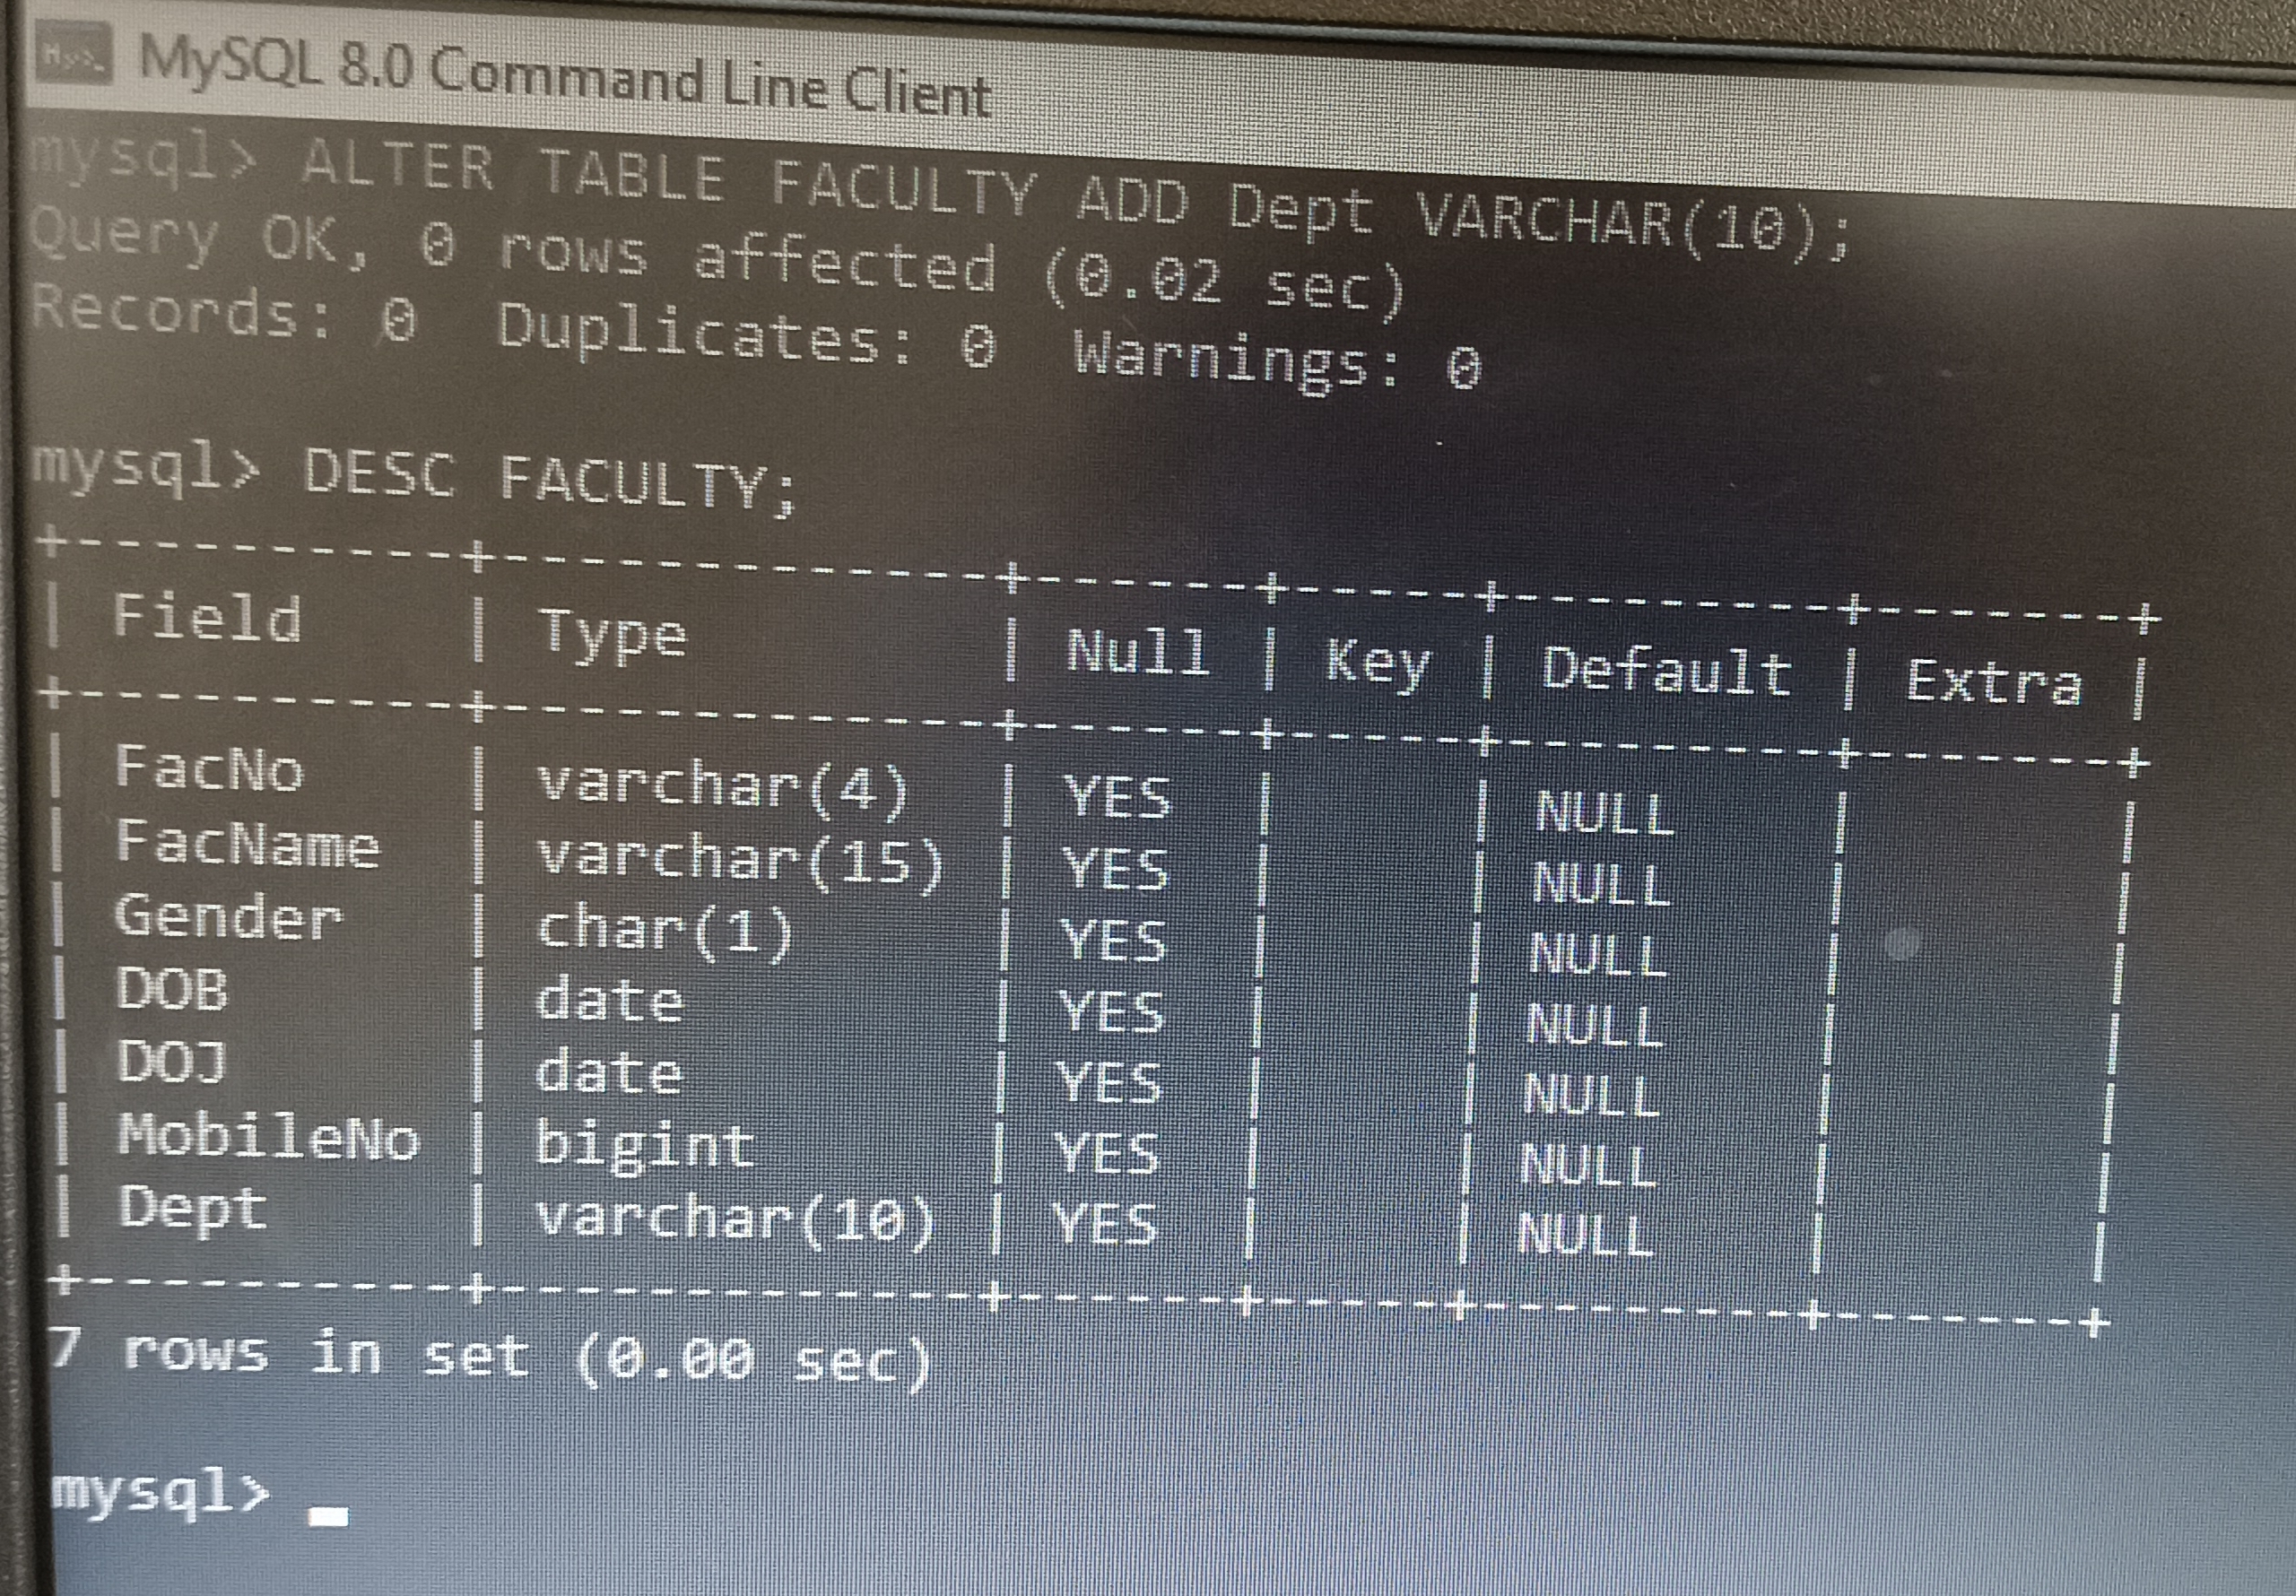 MySQL 8.0 Command Line Client
mysql> ALTER TABLE FACULTY ADD Dept VARCHAR(10);
Query OK, 0 rows affected (0.02 sec)
Records: 0  Duplicates: 0  Warnings: 0
mysql> DESC FACULTY;
+-----------+-------------+------+-----+---------+-------+
| Field     | Type        | Null | Key | Default | Extra |
+-----------+-------------+------+-----+---------+-------+
| FacNo     | varchar(4)  | YES  |     | NULL    |       |
| FacName   | varchar(15) | YES  |     | NULL    |       |
| Gender    | char(1)     | YES  |     | NULL    |       |
| DOB       | date        | YES  |     | NULL    |       |
| DOJ       | date        | YES  |     | NULL    |       |
| MobileNo  | bigint      | YES  |     | NULL    |       |
| Dept      | varchar(10) | YES  |     | NULL    |       |
+-----------+-------------+------+-----+---------+-------+
7 rows in set (0.00 sec)
mysql> _